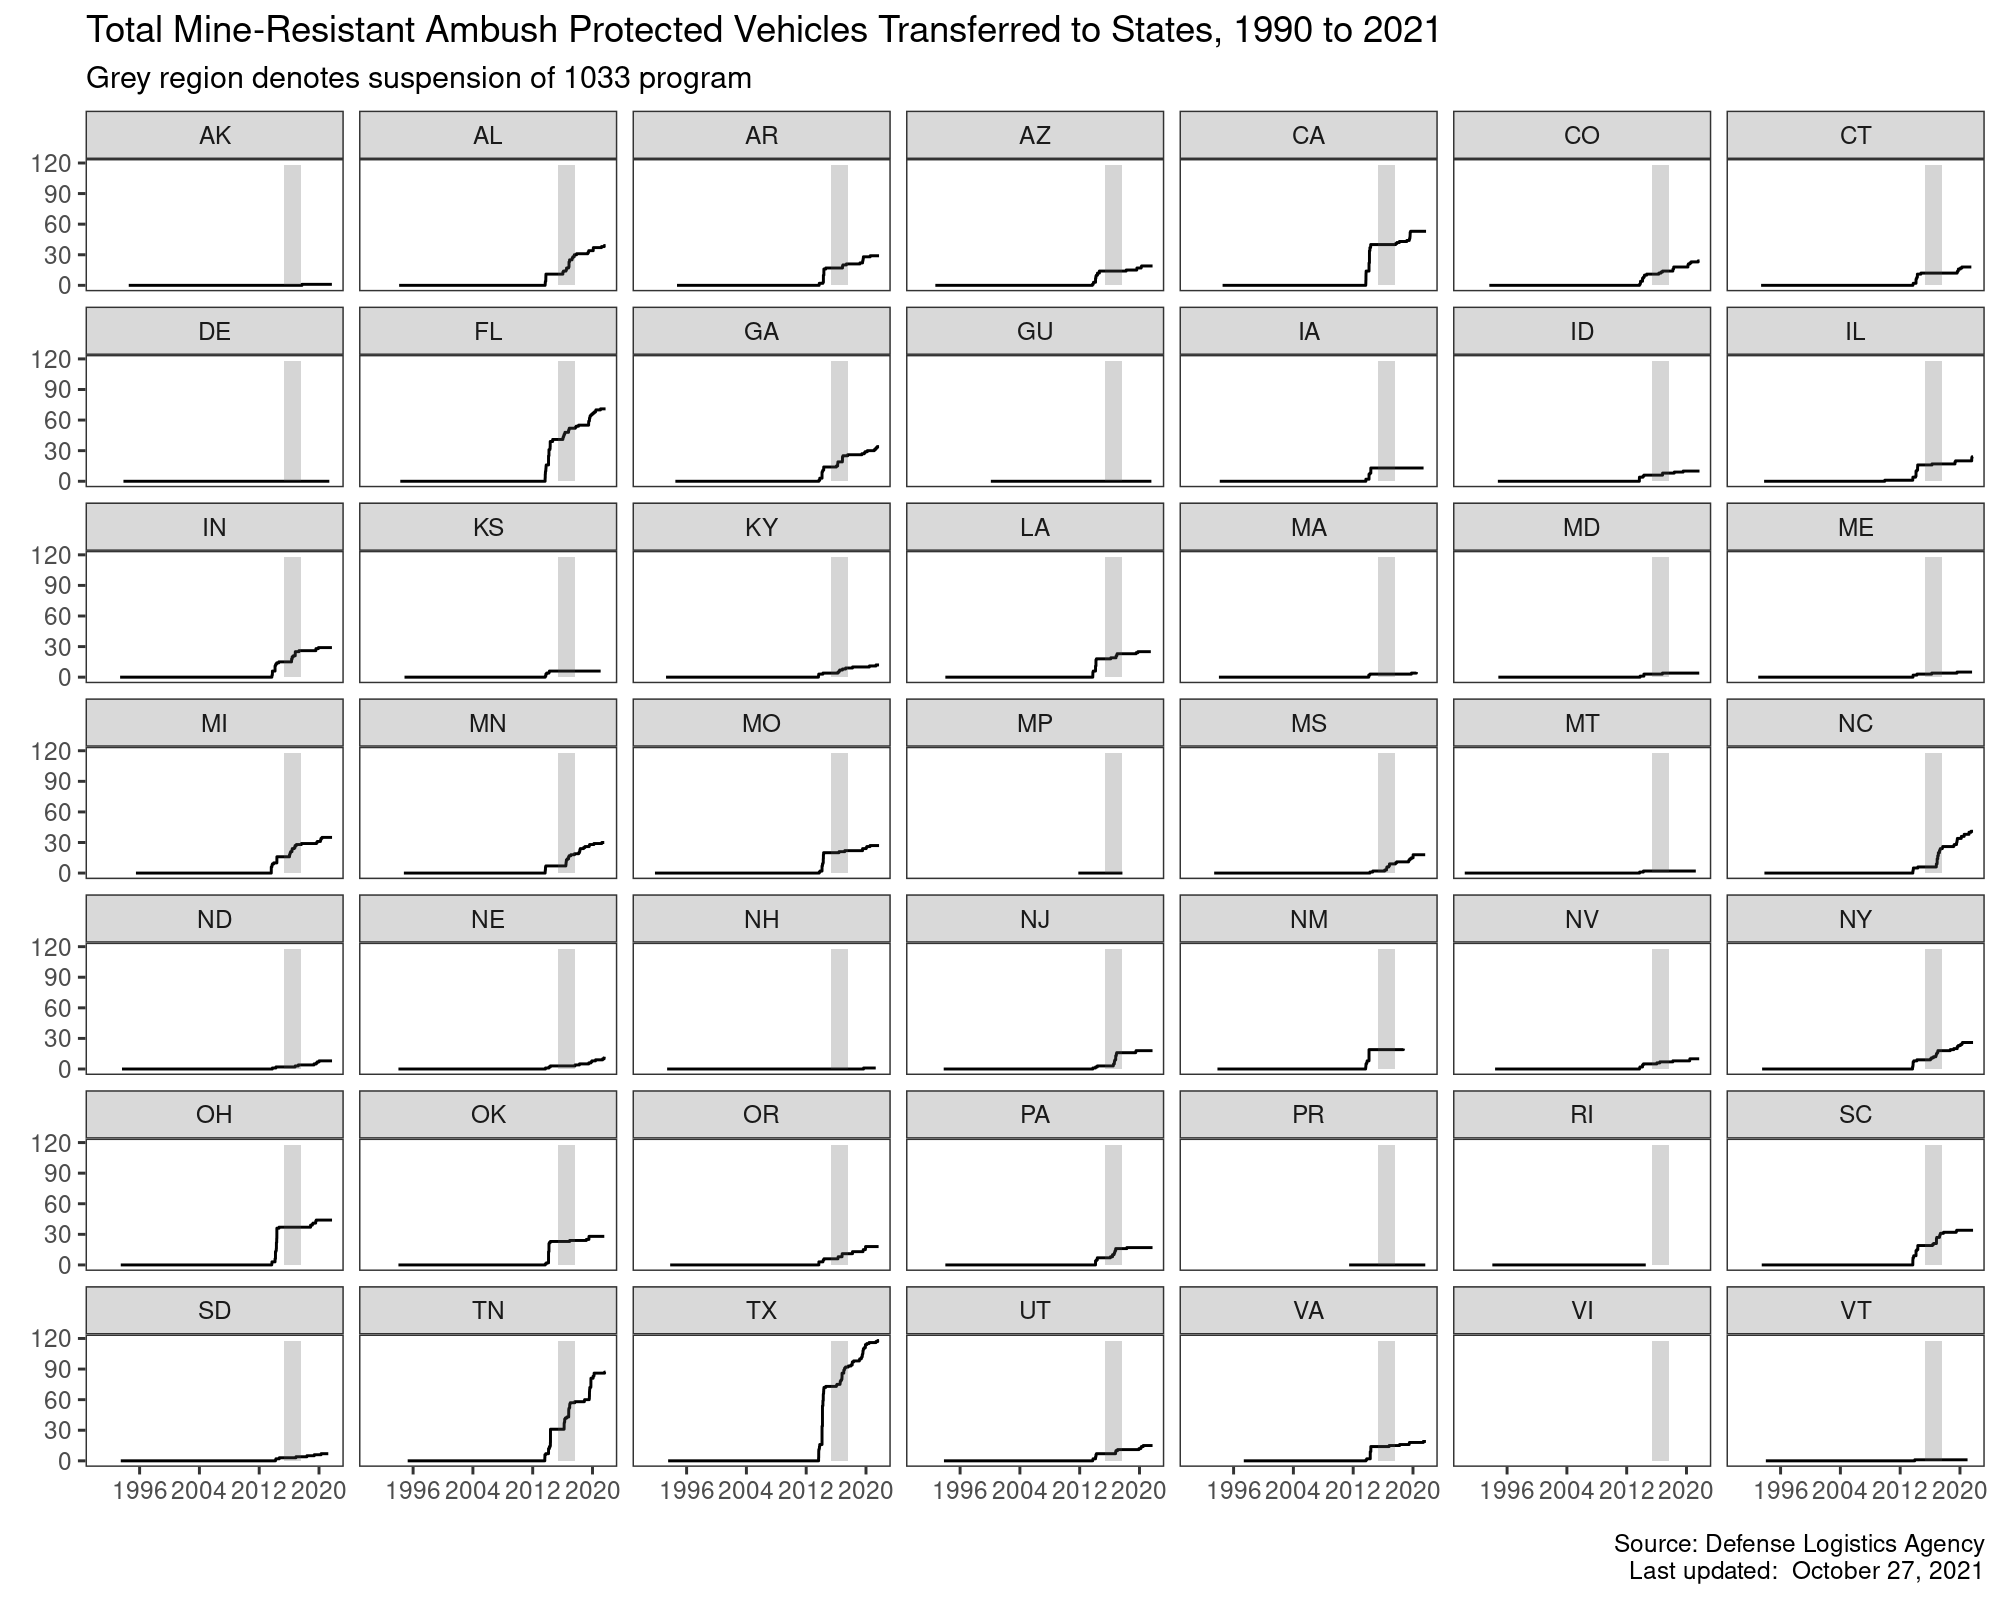 Total Mine-Resistant Ambush Protected Vehicles Transferred to States, 1990 to 2021
Grey region denotes suspension of 1033 program
AK AL AR AZ CA CO CT
120
90
60
30
0
DE FL GA GU IA ID IL
120
90
60
30
0
IN KS KY LA MA MD ME
120
90
60
30
0
MI MN MO MP MS MT NC
120
90
60
30
0
ND NE NH NJ NM NV NY
120
90
60
30
0
OH OK OR PA PR RI SC
120
90
60
30
0
SD TN TX UT VA VI VT
120
90
60
30
0
1996 2004 2012 2020 1996 2004 2012 2020 1996 2004 2012 2020 1996 2004 2012 2020 1996 2004 2012 2020 1996 2004 2012 2020 1996 2004 2012 2020
Source: Defense Logistics Agency
Last updated:  October 27, 2021